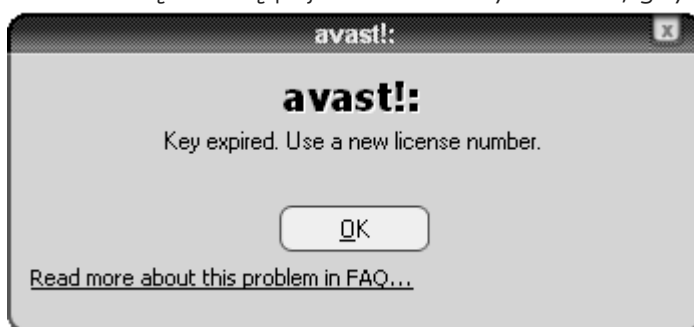 avast!:
x
avast!:
Key expired. Use a new license number.
OK
Read more about this problem in FAQ...